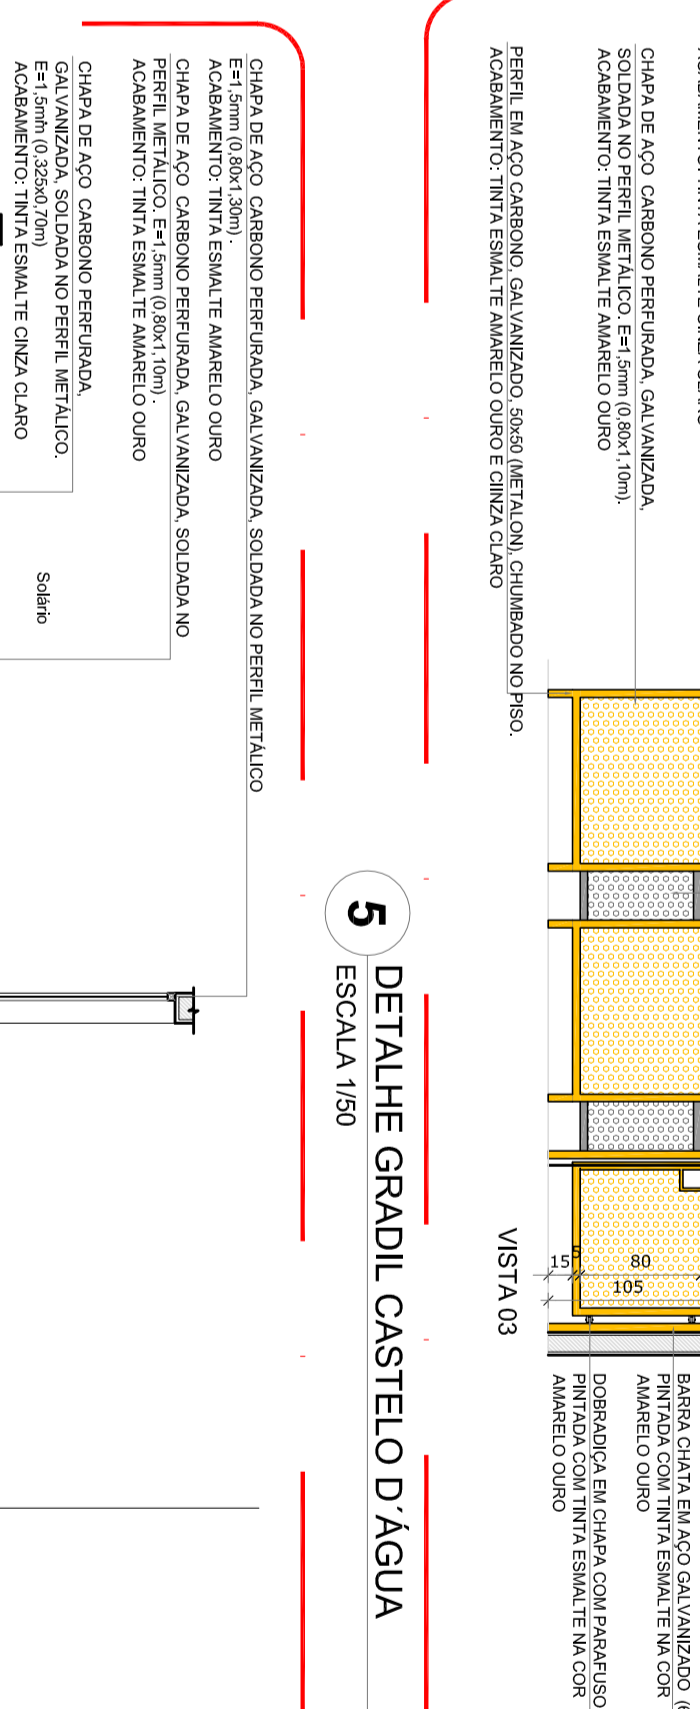 CHAPA DE AÇO  CARBONO PERFURADA, GALVANIZADA,
SOLDADA NO PERFIL METÁLICO. E=1,5mm (0,80x1,10m).
ACABAMENTO: TINTA ESMALTE AMARELO OURO
PERFIL EM AÇO CARBONO, GALVANIZADO, 50x50 (METALON), CHUMBADO NO PISO.
ACABAMENTO: TINTA ESMALTE AMARELO OURO E CIINZA CLARO
BARRA CHATA EM AÇO GALVANIZADO
PINTADA COM TINTA ESMALTE NA COR
AMARELO OURO
DOBRADIÇA EM CHAPA COM PARAFUSO
PINTADA COM TINTA ESMALTE NA COR
AMARELO OURO
15
80
105
VISTA 03
5
DETALHE GRADIL CASTELO D´ÁGUA
ESCALA 1/50
CHAPA DE AÇO  CARBONO PERFURADA, GALVANIZADA, SOLDADA NO PERFIL METÁLICO
E=1,5mm (0,80x1,30m).
ACABAMENTO: TINTA ESMALTE AMARELO OURO
CHAPA DE AÇO  CARBONO PERFURADA, GALVANIZADA, SOLDADA NO
PERFIL METÁLICO. E=1,5mm (0,80x1,10m).
ACABAMENTO: TINTA ESMALTE AMARELO OURO
CHAPA DE AÇO  CARBONO PERFURADA,
GALVANIZADA, SOLDADA NO PERFIL METÁLICO.
E=1,5mm (0,325x0,70m)
ACABAMENTO: TINTA ESMALTE CINZA CLARO
Solário